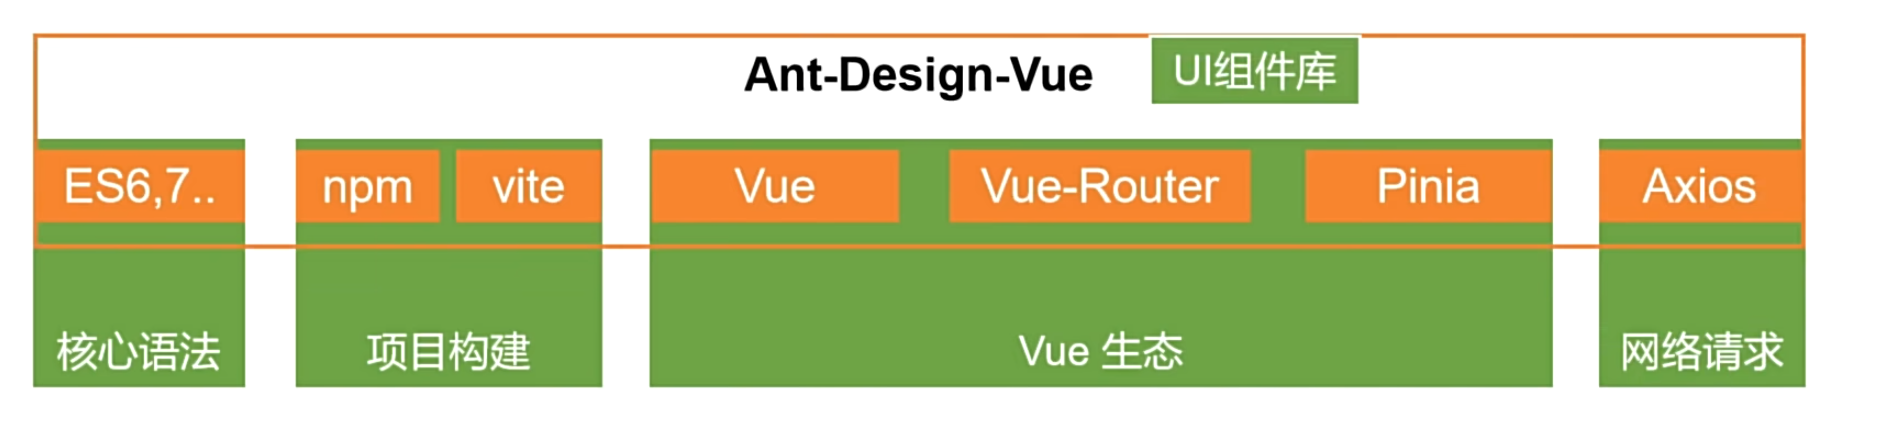 Ant-Design-Vue UI组件库
ES6,7.. npm vite Vue Vue-Router Pinia Axios
核心语法 项目构建 Vue 生态 网络请求